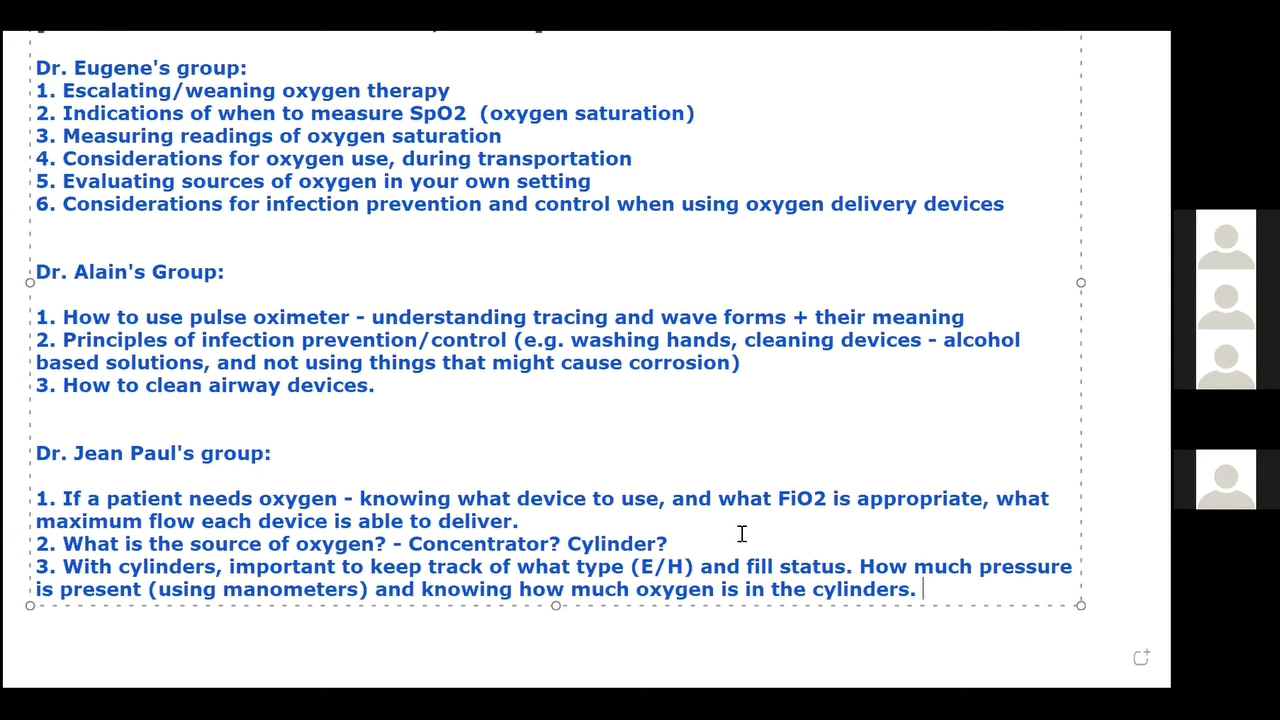 Dr. Eugene's group:
1. Escalating/weaning oxygen therapy
2. Indications of when to measure SpO2  (oxygen saturation)
3. Measuring readings of oxygen saturation
4. Considerations for oxygen use, during transportation
5. Evaluating sources of oxygen in your own setting
6. Considerations for infection prevention and control when using oxygen delivery devices
Dr. Alain's Group:
1. How to use pulse oximeter - understanding tracing and wave forms + their meaning
2. Principles of infection prevention/control (e.g. washing hands, cleaning devices - alcohol
based solutions, and not using things that might cause corrosion)
3. How to clean airway devices.
Dr. Jean Paul's group:
1. If a patient needs oxygen - knowing what device to use, and what FiO2 is appropriate, what
maximum flow each device is able to deliver.
2. What is the source of oxygen? - Concentrator? Cylinder?
3. With cylinders, important to keep track of what type (E/H) and fill status. How much pressure
is present (using manometers) and knowing how much oxygen is in the cylinders.